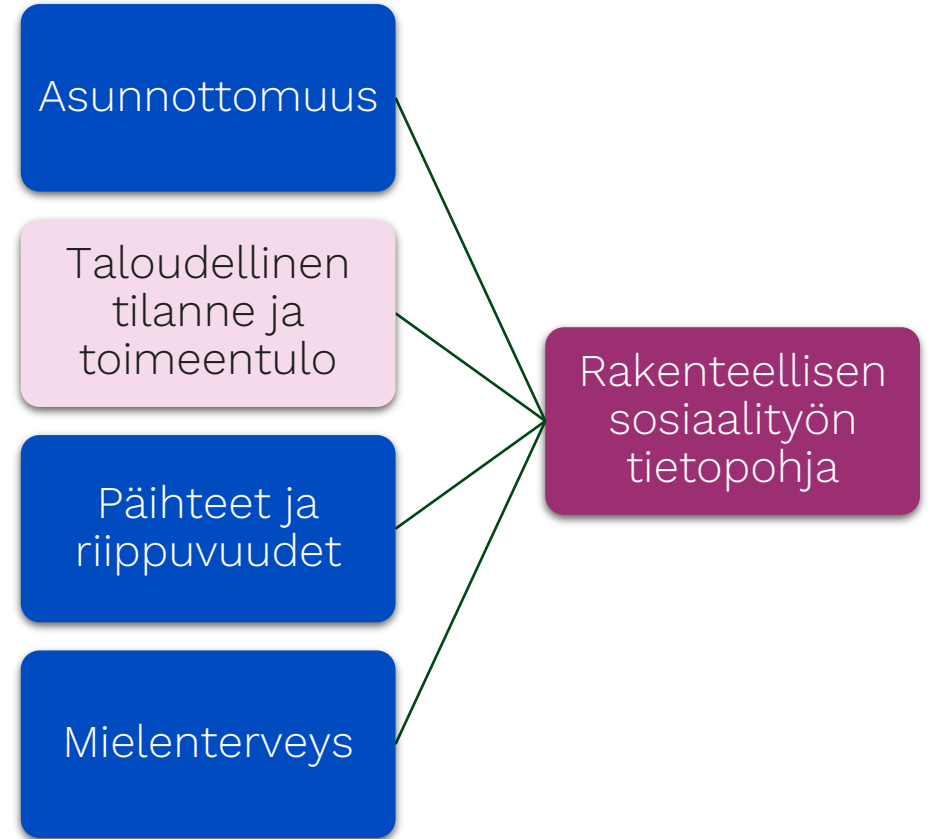 Asunnottomuus
Taloudellinen
tilanne ja
toimeentulo
Päihteet ja
riippuvuudet
Mielenterveys
Rakenteellisen
sosiaalityön
tietopohja